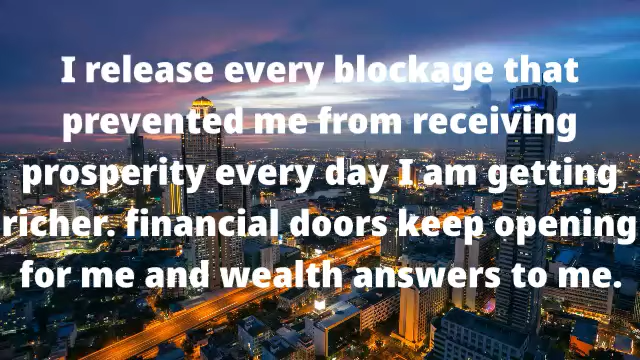 I release every blockage that
prevented me from receiving
prosperity every day I am getting
richer. financial doors keep opening
for me and wealth answers to me.